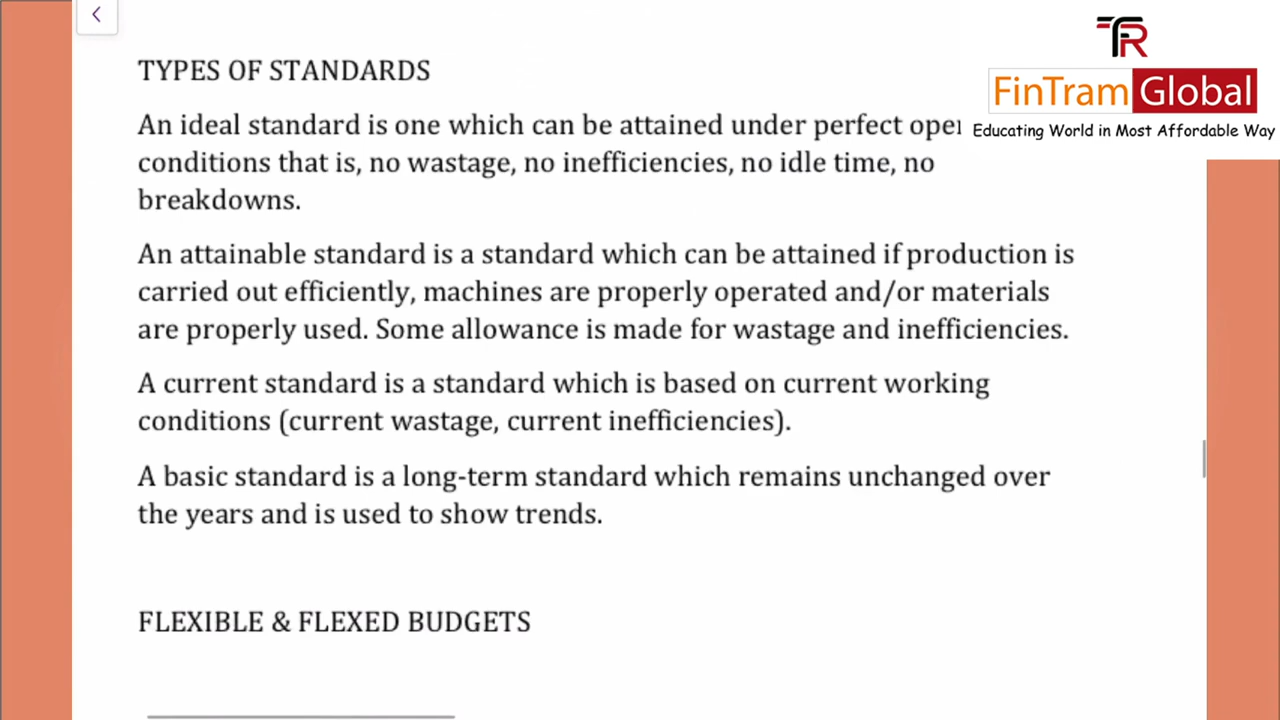 TYPES OF STANDARDS
An ideal standard is one which can be attained under perfect
conditions that is, no wastage, no inefficiencies, no idle time, no
breakdowns.
An attainable standard is a standard which can be attained if production is
carried out efficiently, machines are properly operated and/or materials
are properly used. Some allowance is made for wastage and inefficiencies.
A current standard is a standard which is based on current working
conditions (current wastage, current inefficiencies).
A basic standard is a long-term standard which remains unchanged over
the years and is used to show trends.
FLEXIBLE & FLEXED BUDGETS
TR
FinTram Global
Educating World in Most Affordable Way